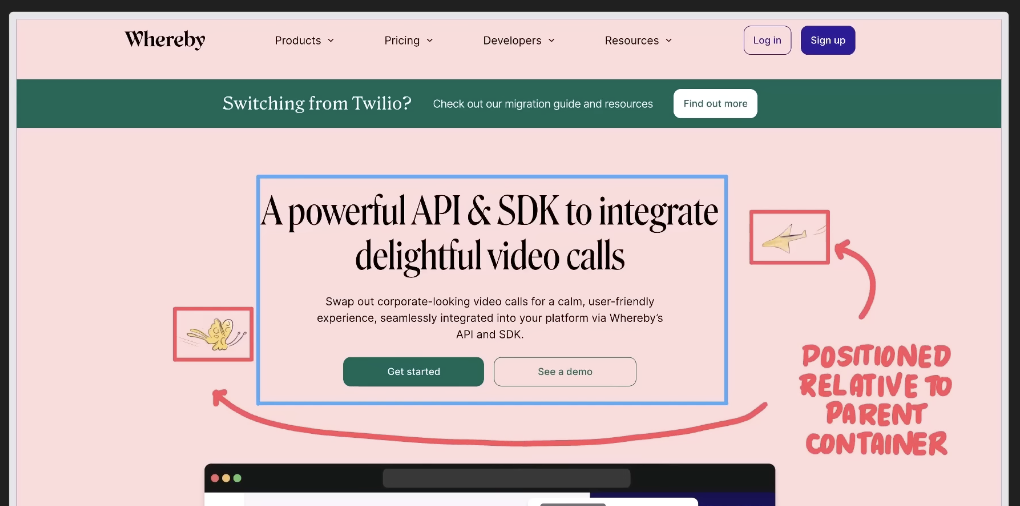 Whereby
Products
Pricing
Developers
Resources
Log in
Sign up
Switching from Twilio?
Check out our migration guide and resources
Find out more
A powerful API & SDK to integrate
delightful video calls
Swap out corporate-looking video calls for a calm, user-friendly
experience, seamlessly integrated into your platform via Whereby's
API and SDK.
Get started
See a demo
POSITIONED
RELATIVE TO
PARENT
CONTAINER